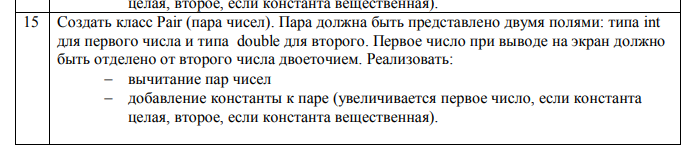 целая, второе, если константа вещественная).
15 Создать класс Pair (пара чисел). Пара должна быть представлено двумя полями: типа int
для первого числа и типа double для второго. Первое число при выводе на экран должно
быть отделено от второго числа двоеточием. Реализовать:
– вычитание пар чисел
– добавление константы к паре (увеличивается первое число, если константа
целая, второе, если константа вещественная).